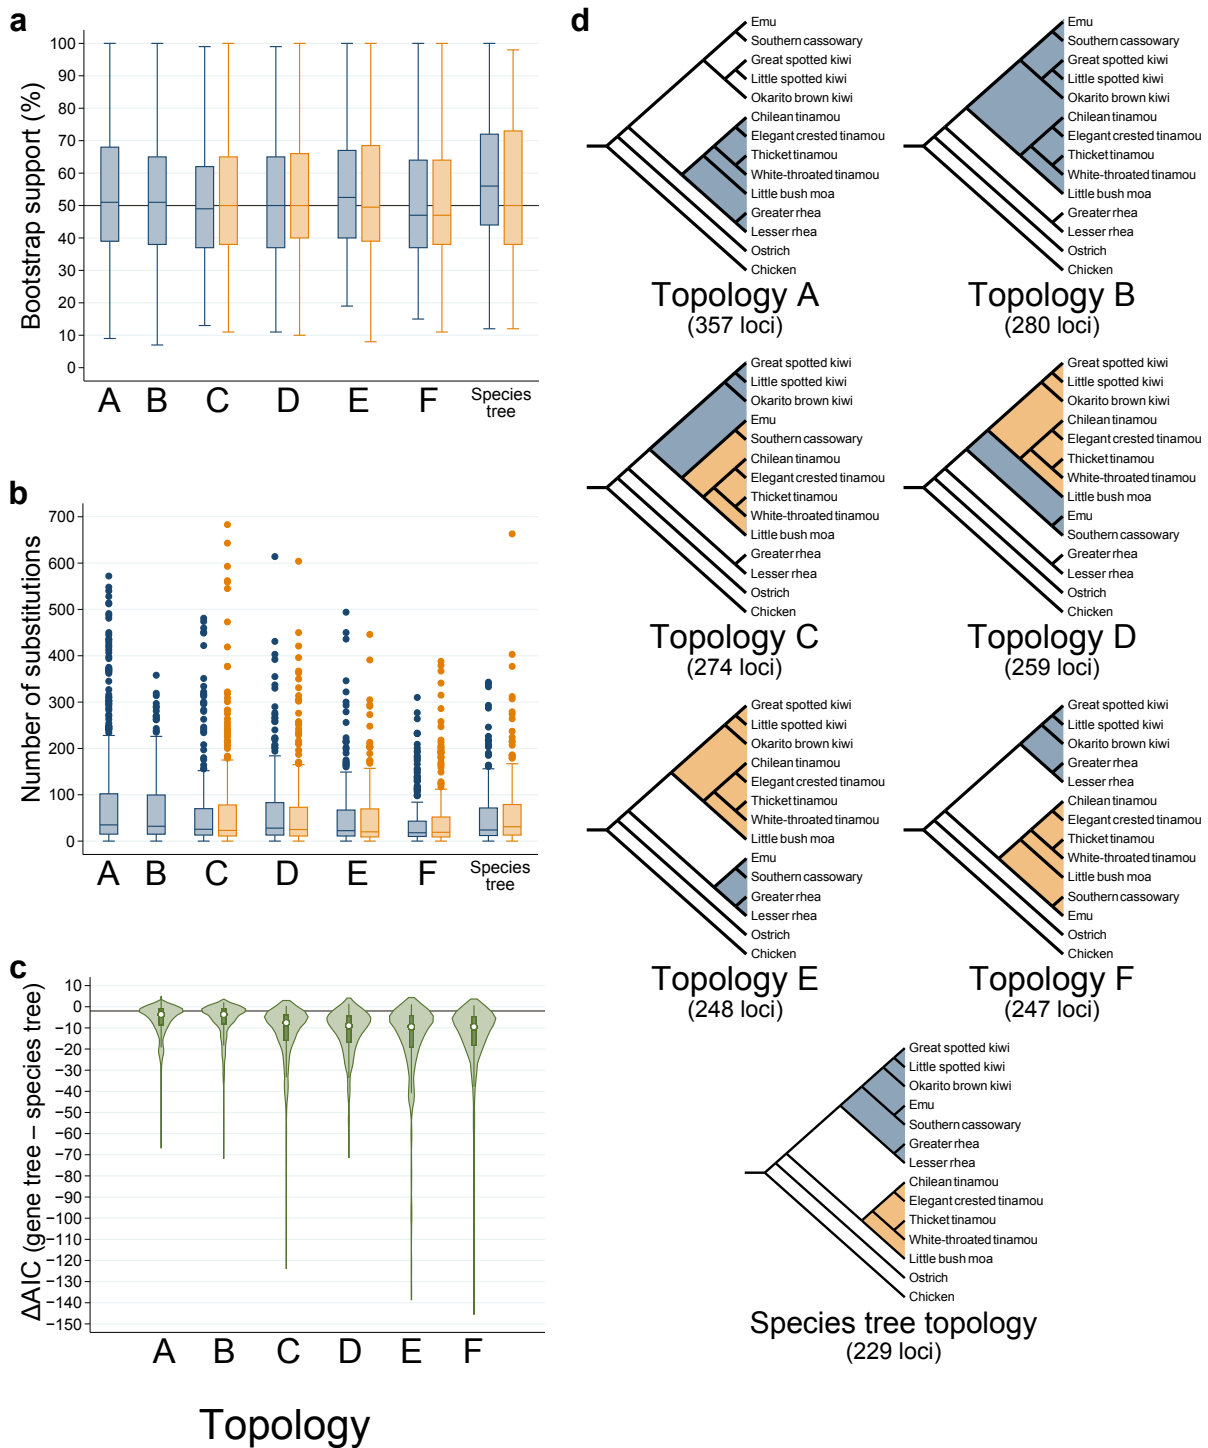 a
Bootstrap support (%)
100
90
80
70
60
50
40
30
20
10
0
A B C D E F Species
tree
b
Number of substitutions
700
600
500
400
300
200
100
0
A B C D E F Species
tree
c
ΔAIC (gene tree – species tree)
10
0
−10
−20
−30
−40
−50
−60
−70
−80
−90
−100
−110
−120
−130
−140
−150
A B C D E F
Topology
d
Emu
Southern cassowary
Great spotted kiwi
Little spotted kiwi
Okarito brown kiwi
Chilean tinamou
Elegant crested tinamou
Thicket tinamou
White-throated tinamou
Little bush moa
Greater rhea
Lesser rhea
Ostrich
Chicken
Topology A
(357 loci)
Emu
Southern cassowary
Great spotted kiwi
Little spotted kiwi
Okarito brown kiwi
Chilean tinamou
Elegant crested tinamou
Thicket tinamou
White-throated tinamou
Little bush moa
Greater rhea
Lesser rhea
Ostrich
Chicken
Topology B
(280 loci)
Great spotted kiwi
Little spotted kiwi
Okarito brown kiwi
Emu
Southern cassowary
Chilean tinamou
Elegant crested tinamou
Thicket tinamou
White-throated tinamou
Little bush moa
Greater rhea
Lesser rhea
Ostrich
Chicken
Topology C
(274 loci)
Great spotted kiwi
Little spotted kiwi
Okarito brown kiwi
Chilean tinamou
Elegant crested tinamou
Thicket tinamou
White-throated tinamou
Little bush moa
Emu
Southern cassowary
Greater rhea
Lesser rhea
Ostrich
Chicken
Topology D
(259 loci)
Great spotted kiwi
Little spotted kiwi
Okarito brown kiwi
Chilean tinamou
Elegant crested tinamou
Thicket tinamou
White-throated tinamou
Little bush moa
Emu
Southern cassowary
Greater rhea
Lesser rhea
Ostrich
Chicken
Topology E
(248 loci)
Great spotted kiwi
Little spotted kiwi
Okarito brown kiwi
Greater rhea
Lesser rhea
Chilean tinamou
Elegant crested tinamou
Thicket tinamou
White-throated tinamou
Little bush moa
Southern cassowary
Emu
Ostrich
Chicken
Topology F
(247 loci)
Great spotted kiwi
Little spotted kiwi
Okarito brown kiwi
Emu
Southern cassowary
Greater rhea
Lesser rhea
Chilean tinamou
Elegant crested tinamou
Thicket tinamou
White-throated tinamou
Little bush moa
Ostrich
Chicken
Species tree topology
(229 loci)